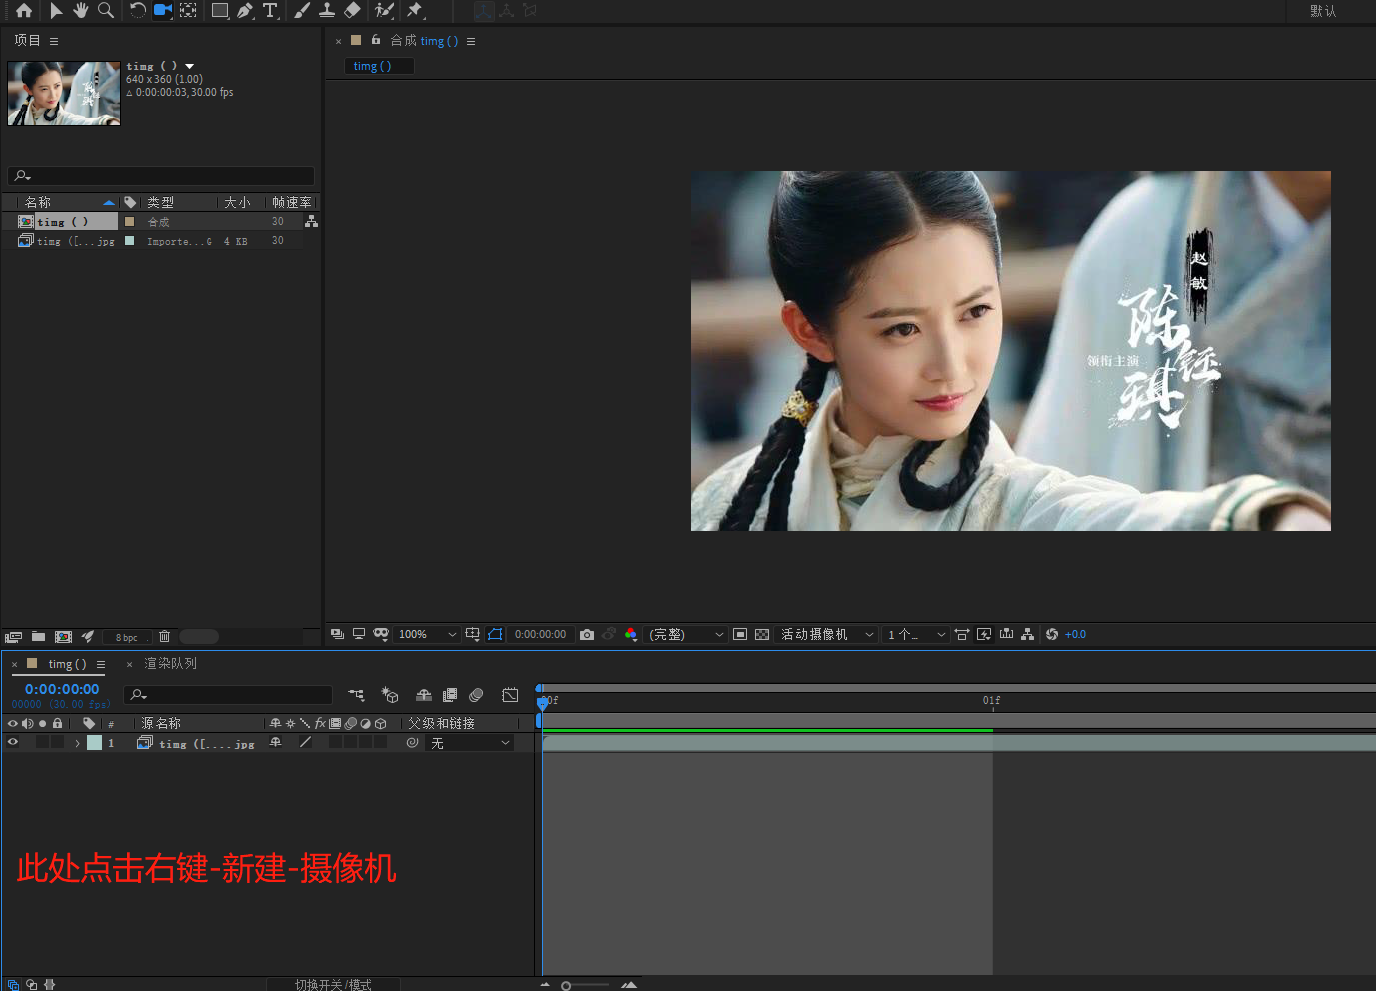 默认
项目
× 合成 timg ( )
timg ( )
timg ( )
640 x 360 (1.00)
△ 0:00:00:03, 30.00 fps
名称 类型 大小 帧速率
timg ( ) 合成 30
timg ([...jpg Importe...G 4 KB 30
赵敏
陈钰琪
领衔主演
8 bpc
100%
0:00:00:00
(完整)
活动摄像机
1 个...
+0.0
× timg ( )
× 渲染队列
0:00:00:00
00000 (30.00 fps)
00f 01f
# 源名称 fx 父级和链接
1 timg ([....jpg 无
此处点击右键-新建-摄像机
切换开关/模式